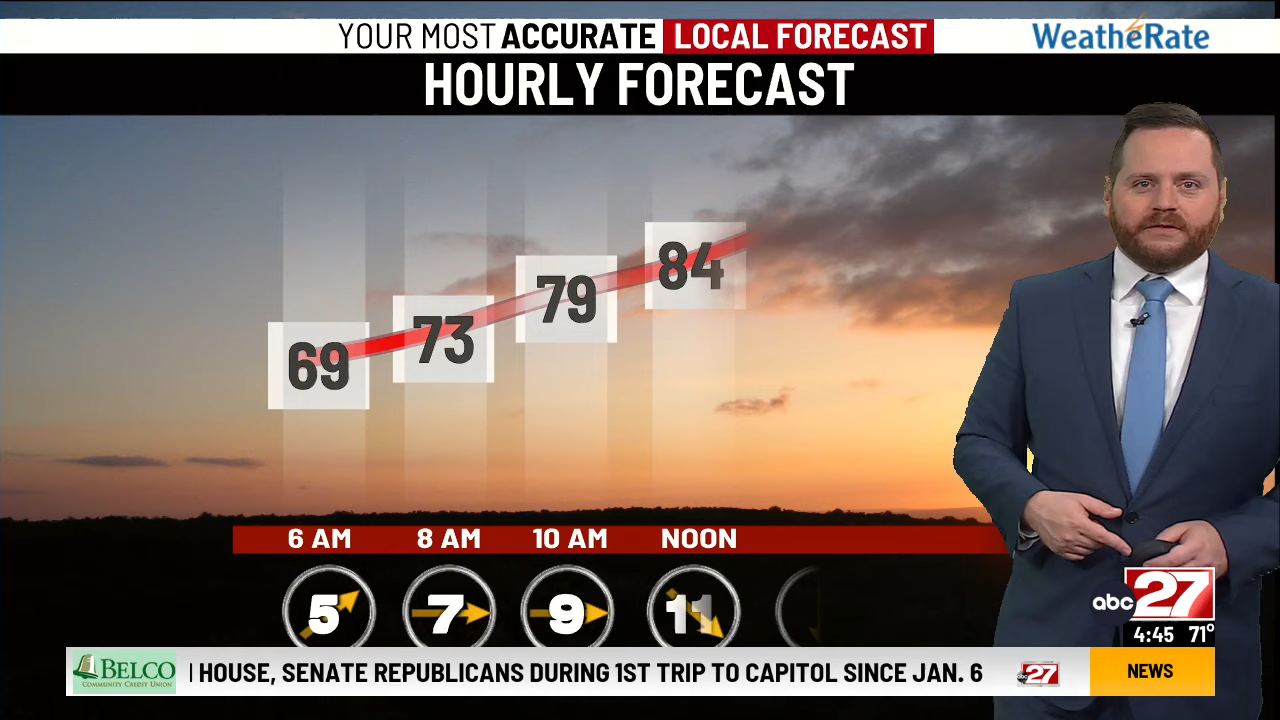 YOUR MOST ACCURATE LOCAL FORECAST
WeatheRate
HOURLY FORECAST
69
73
79
84
6 AM 8 AM 10 AM NOON
5 7 9 11
abc 27
4:45 71°
BELCO
COMMUNITY CREDIT UNION
HOUSE, SENATE REPUBLICANS DURING 1ST TRIP TO CAPITOL SINCE JAN. 6
abc 27
NEWS